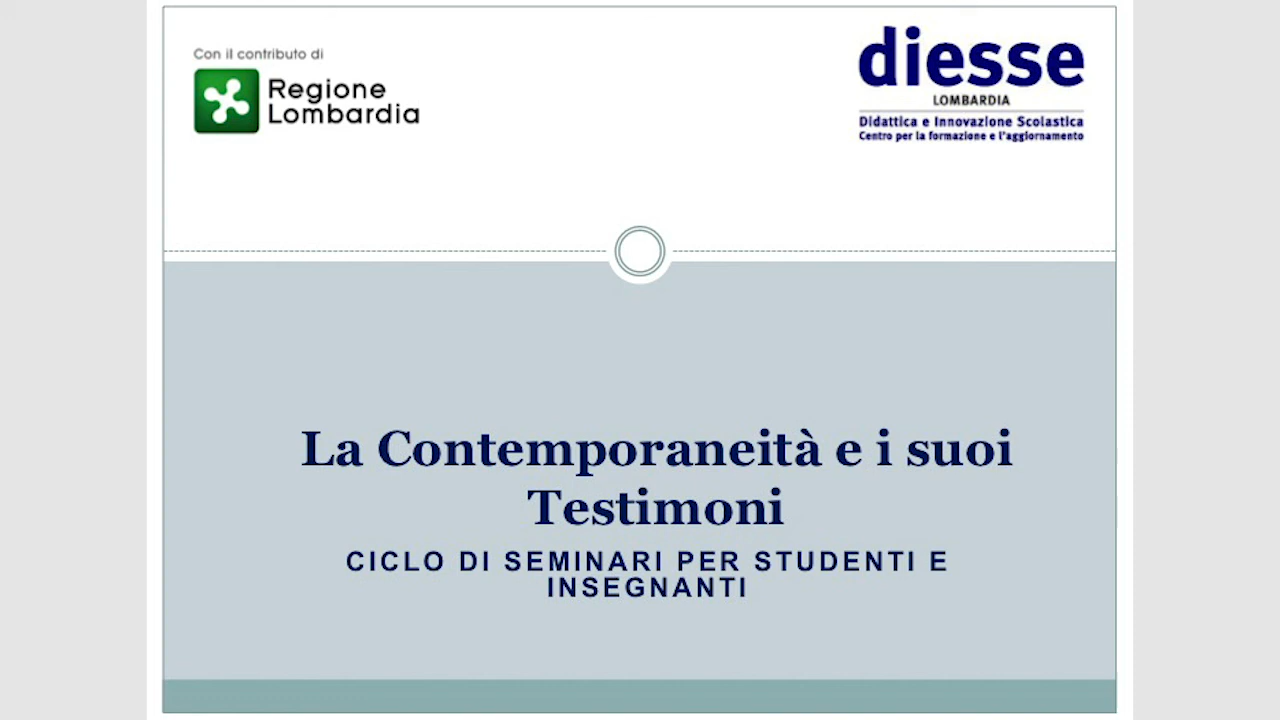 Con il contributo di
Regione
Lombardia
diesse
LOMBARDIA
Didattica e Innovazione Scolastica
Centro per la formazione e l'aggiornamento
La Contemporaneità e i suoi
Testimoni
CICLO DI SEMINARI PER STUDENTI E
INSEGNANTI